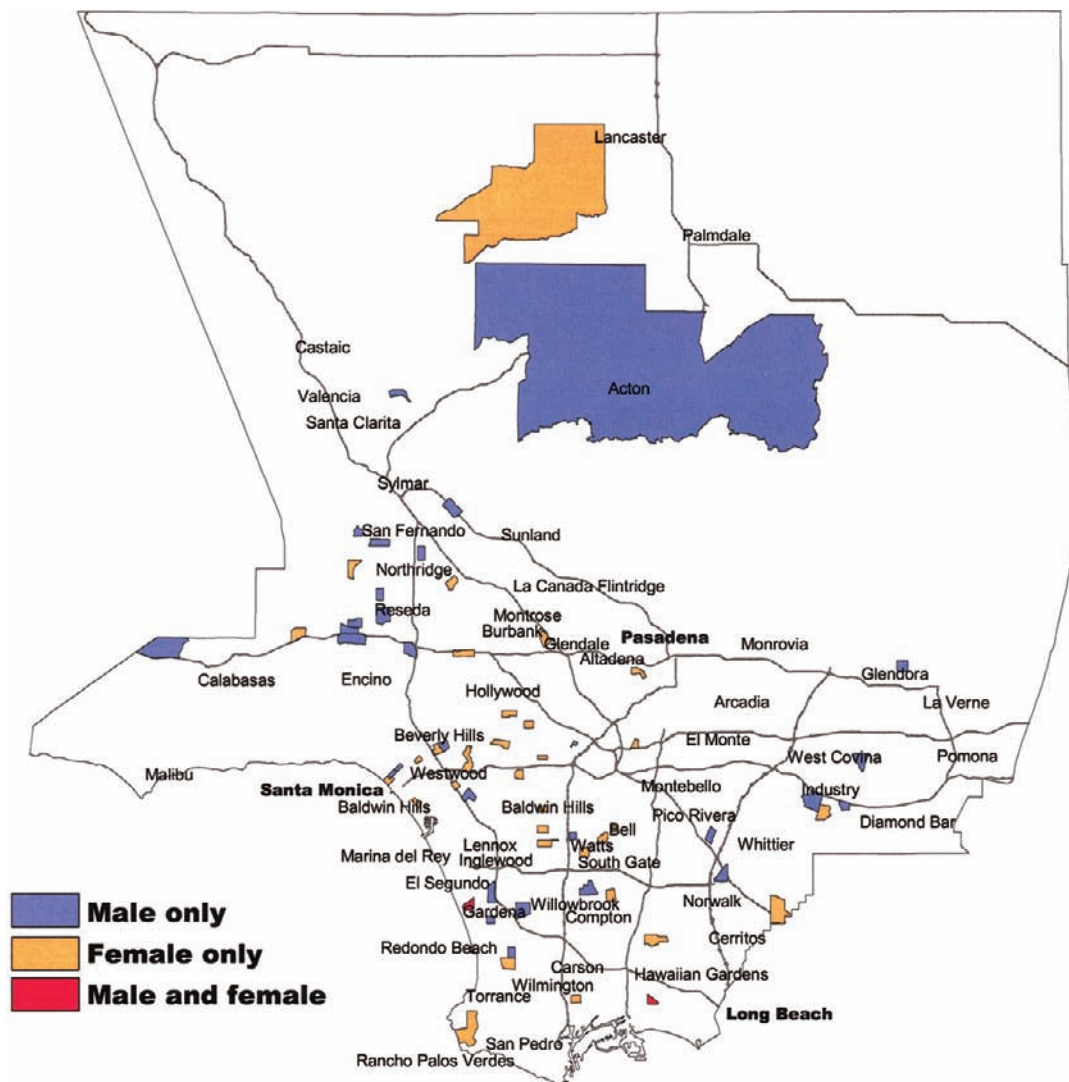 Lancaster
Palmdale
Castaic
Acton
Valencia
Santa Clarita
Sylmar
San Fernando
Sunland
Northridge
La Canada Flintridge
Reseda
Montrose
Burbank
Glendale
Pasadena
Monrovia
Altadena
Glendora
Calabasas
Encino
Hollywood
Arcadia
La Verne
Beverly Hills
El Monte
West Covina
Pomona
Malibu
Westwood
Santa Monica
Montebello
Industry
Baldwin Hills
Baldwin Hills
Pico Rivera
Diamond Bar
Bell
Lennox
Watts
Whittier
Marina del Rey
Inglewood
South Gate
El Segundo
Willowbrook
Norwalk
Gardena
Compton
Cerritos
Redondo Beach
Carson
Hawaiian Gardens
Wilmington
Torrance
Long Beach
San Pedro
Rancho Palos Verdes
Male only
Female only
Male and female